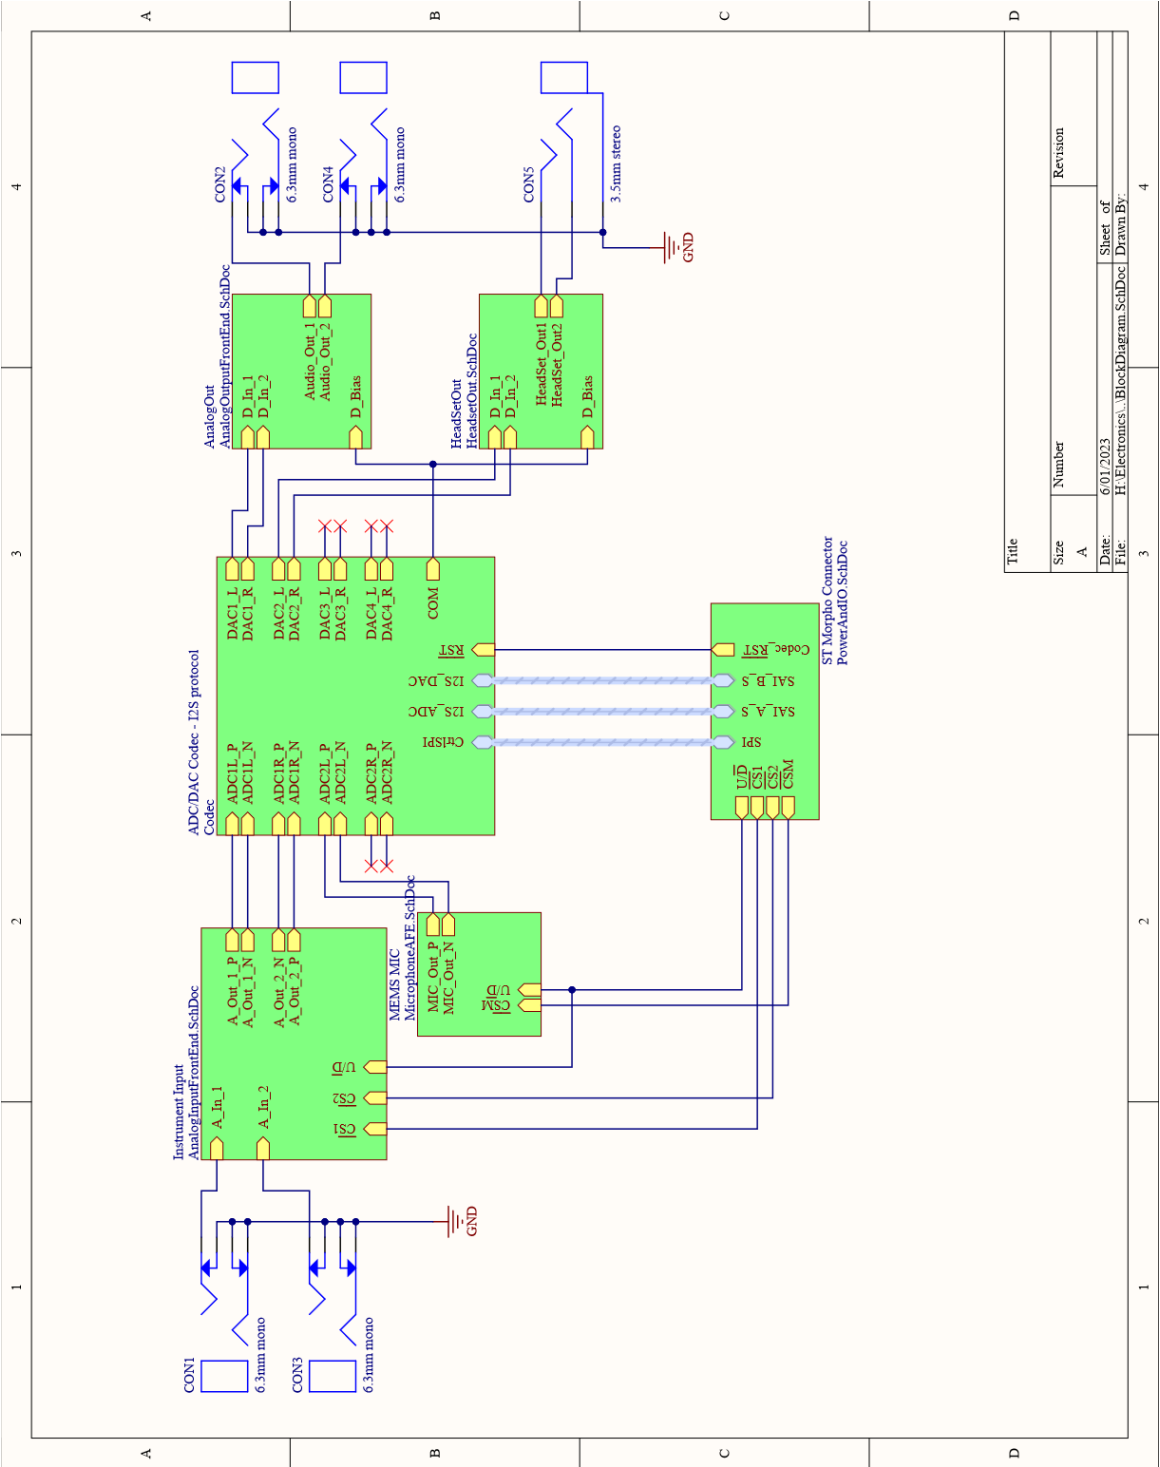 A
B
C
D
4
3
2
1
4
3
2
1
A
B
C
D
CON1
6.3mm mono
CON3
6.3mm mono
GND
Instrument Input
AnalogInputFrontEnd.SchDoc
A_In_1
A_In_2
A_Out_1_P
A_Out_1_N
A_Out_2_N
A_Out_2_P
CS1
CS2
U/D
MEMS MIC
MicrophoneAFE.SchDoc
MIC_Out_P
MIC_Out_N
U/D
CSM
ADC/DAC Codec - I2S protocol
Codec
ADC1L_P
ADC1L_N
ADC1R_P
ADC1R_N
ADC2L_P
ADC2L_N
ADC2R_P
ADC2R_N
DAC1_L
DAC1_R
DAC2_L
DAC2_R
DAC3_L
DAC3_R
DAC4_L
DAC4_R
COM
CtrlSPI
I2S_ADC
I2S_DAC
RST
AnalogOut
AnalogOutputFrontEnd.SchDoc
D_In_1
D_In_2
Audio_Out_1
Audio_Out_2
D_Bias
HeadSetOut
HeadsetOut.SchDoc
D_In_1
D_In_2
HeadSet_Out1
HeadSet_Out2
D_Bias
CON2
6.3mm mono
CON4
6.3mm mono
CON5
3.5mm stereo
GND
ST Morpho Connector
PowerAndIO.SchDoc
U/D
CS1
CS2
CSM
SPI
SAI_A_S
SAI_B_S
Codec_RST
Title
Size
A
Number
Revision
Date:
6/01/2023
Sheet of
File:
H:\Electronics\..\BlockDiagram.SchDoc
Drawn By: